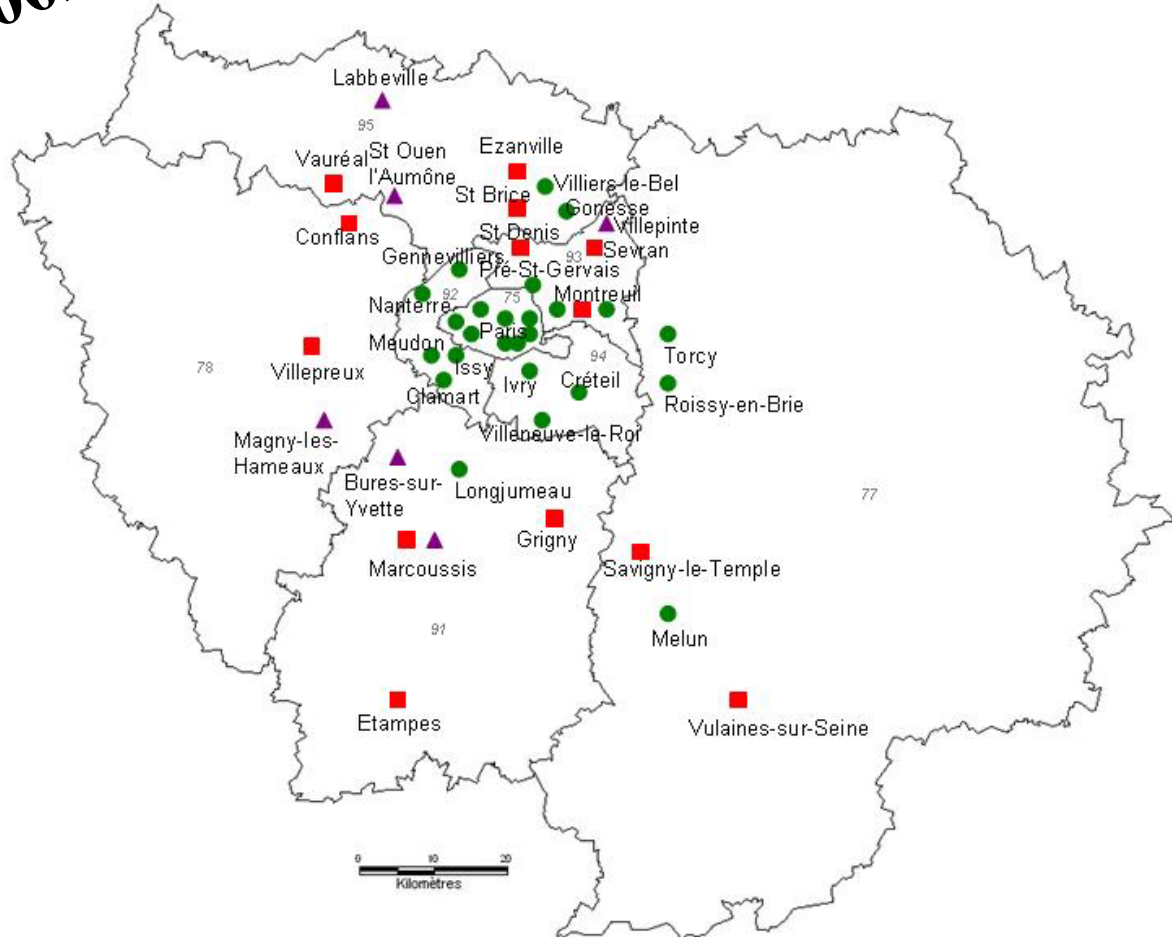 Labbeville
95
Vauréal
St Ouen
l'Aumône
Ezanville
St Brice
Villiers-le-Bel
Gonesse
Conflans
St Denis
Villepinte
93
Sevran
Gennevilliers
Pré-St-Gervais
92
75
Montreuil
Nanterre
Paris
Meudon
94
Torcy
78
Villepreux
Issy
Ivry
Créteil
Clamart
Roissy-en-Brie
Magny-les-
Hameaux
Villeneuve-le-Roi
Bures-sur-
Yvette
Longjumeau
77
Grigny
Marcoussis
Savigny-le-Temple
91
Melun
Etampes
Vulaines-sur-Seine
0 10 20
Kilomètres